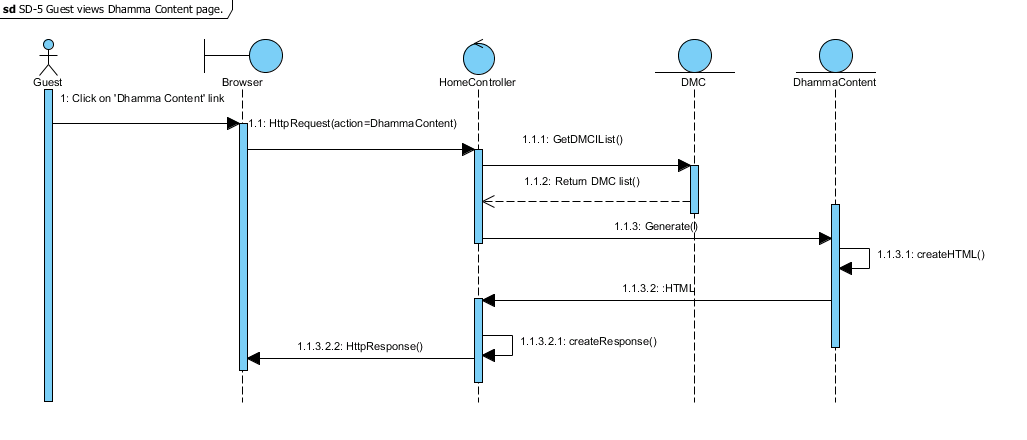 sd SD-5 Guest views Dhamma Content page.
Guest
Browser
HomeController
DMC
DhammaContent
1: Click on 'Dhamma Content' link
1.1: HttpRequest(action=DhammaContent)
1.1.1: GetDMCIList()
1.1.2: Return DMC list()
1.1.3: Generate()
1.1.3.1: createHTML()
1.1.3.2: :HTML
1.1.3.2.1: createResponse()
1.1.3.2.2: HttpResponse()